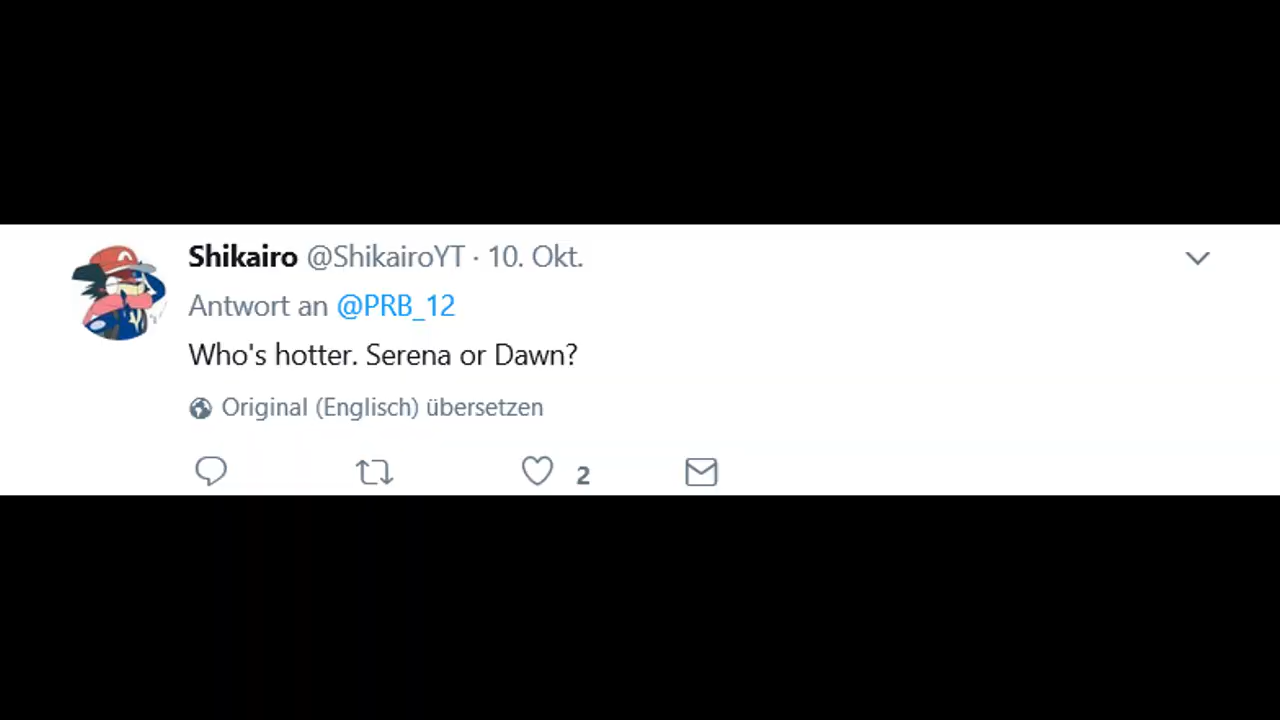 Shikairo @ShikairoYT · 10. Okt.
Antwort an @PRB_12
Who's hotter. Serena or Dawn?
Original (Englisch) übersetzen
2